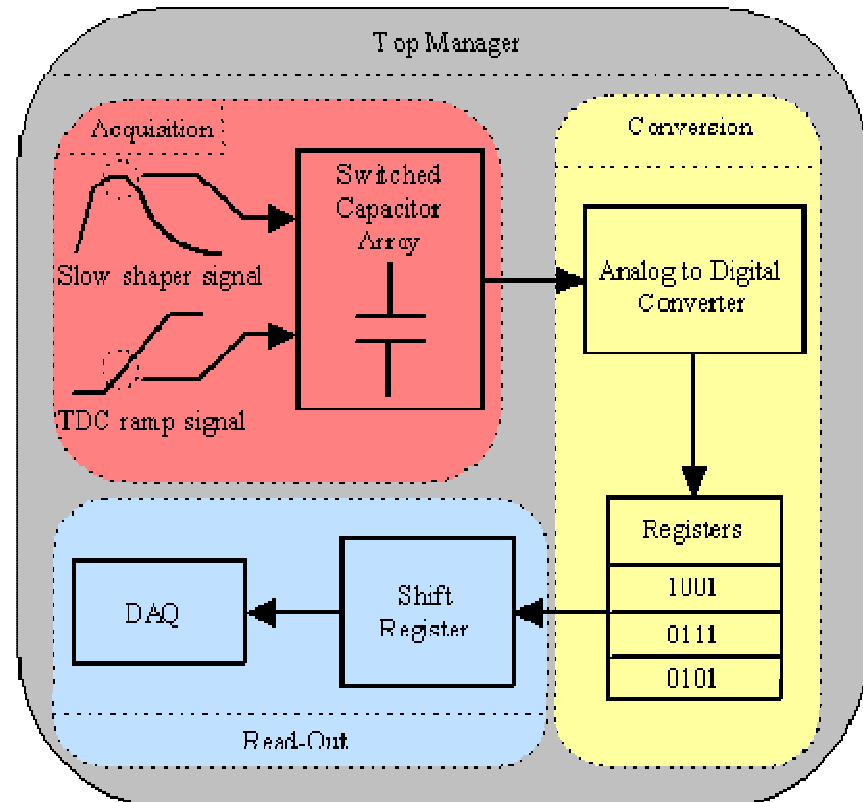 Top Manager
Acquisition
Switched
Capacitor
Array
Slow shaper signal
TDC ramp signal
Conversion
Analog to Digital
Converter
Registers
1001
0111
0101
Shift
Register
DAQ
Read-Out